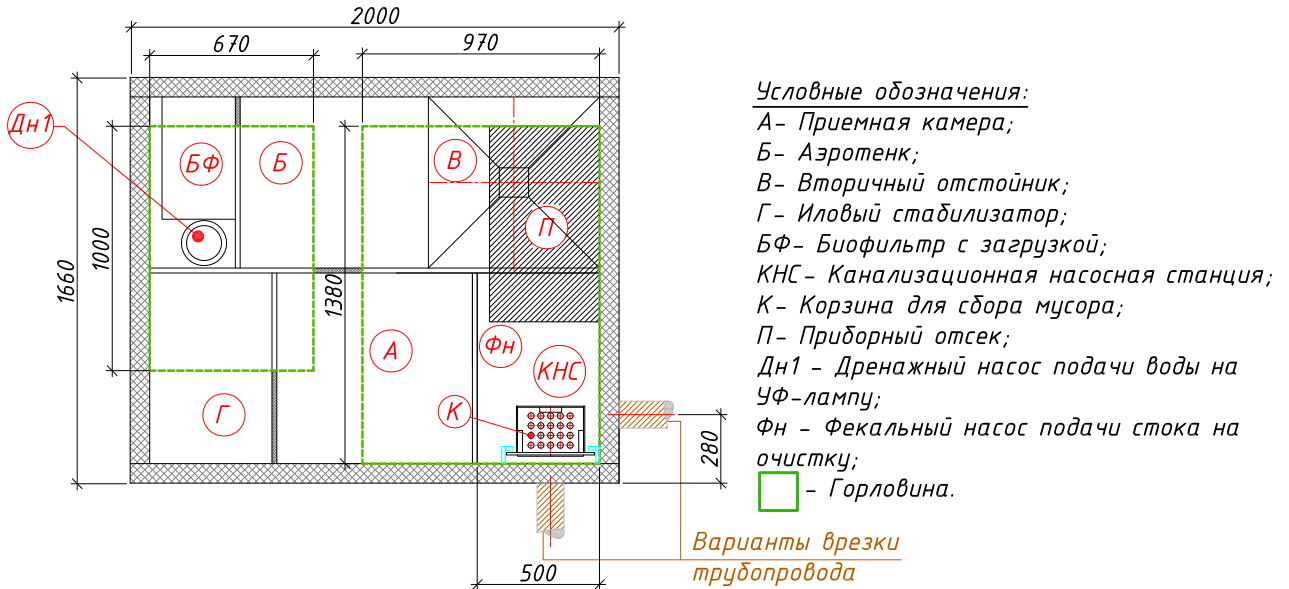 2000
670
970
Дн1
БФ
Б
В
П
1000
1660
1380
А
Фн
КНС
Г
К
280
500
Условные обозначения:
А- Приемная камера;
Б- Аэротенк;
В- Вторичный отстойник;
Г- Иловый стабилизатор;
БФ- Биофильтр с загрузкой;
КНС- Канализационная насосная станция;
К- Корзина для сбора мусора;
П- Приборный отсек;
Дн1 - Дренажный насос подачи воды на
УФ-лампу;
Фн - Фекальный насос подачи стока на
очистку;
- Горловина.
Варианты врезки
трубопровода